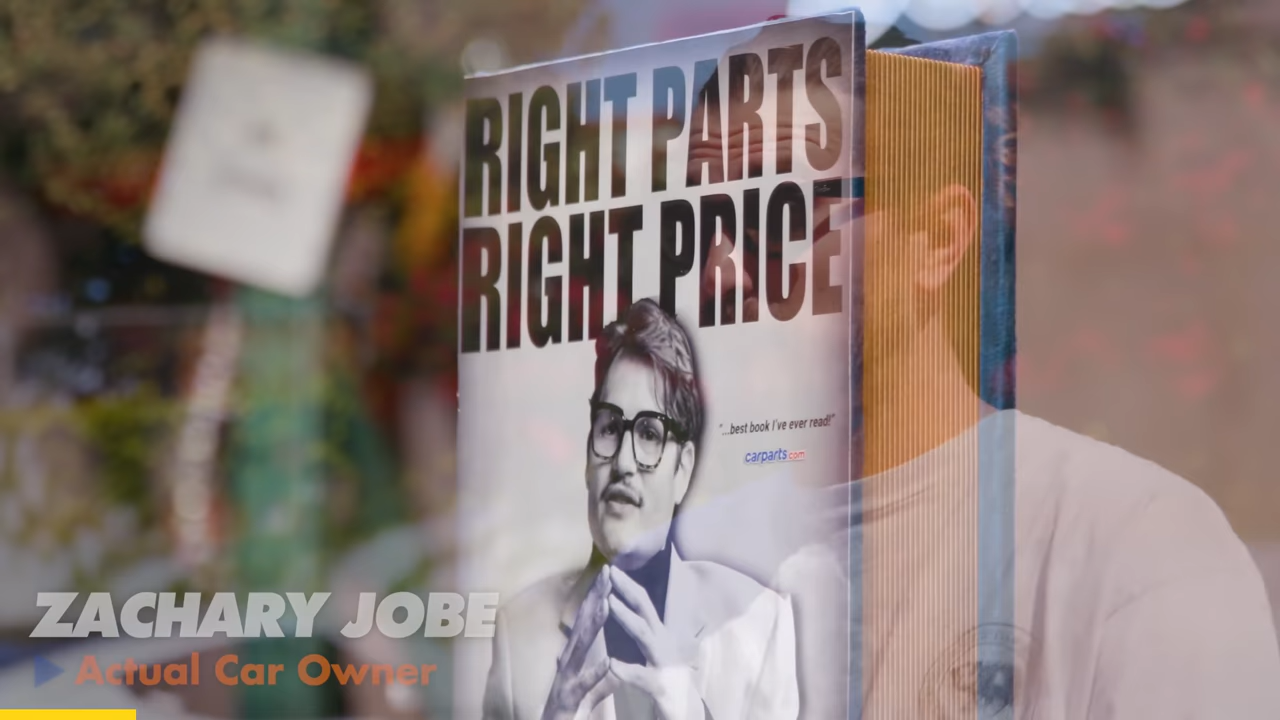 RIGHT PARTS
RIGHT PRICE
"...best book I've ever read!"
carparts.com
ZACHARY JOBE
Actual Car Owner